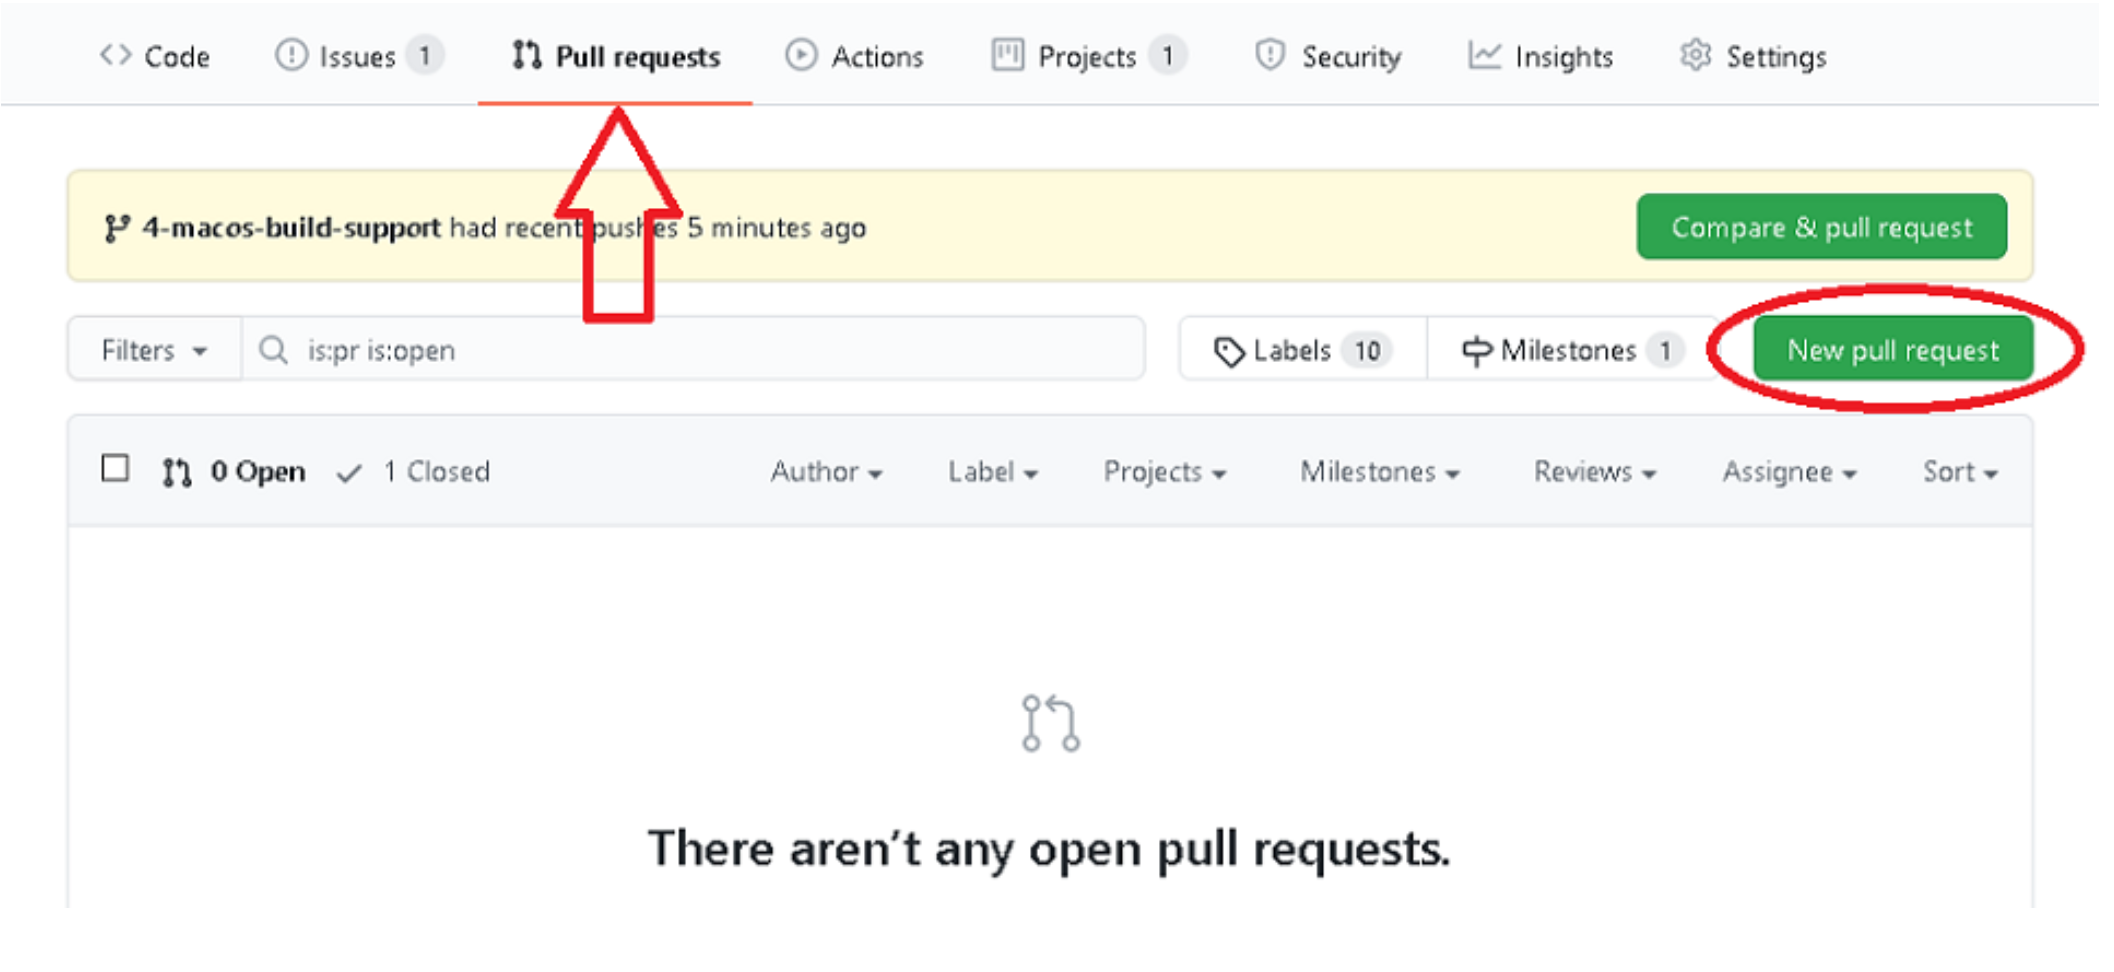 Code Issues 1 Pull requests Actions Projects 1 Security Insights Settings
4-macos-build-support had recent pushes 5 minutes ago Compare & pull request
Filters is:pr is:open Labels 10 Milestones 1 New pull request
0 Open 1 Closed Author Label Projects Milestones Reviews Assignee Sort
There aren’t any open pull requests.